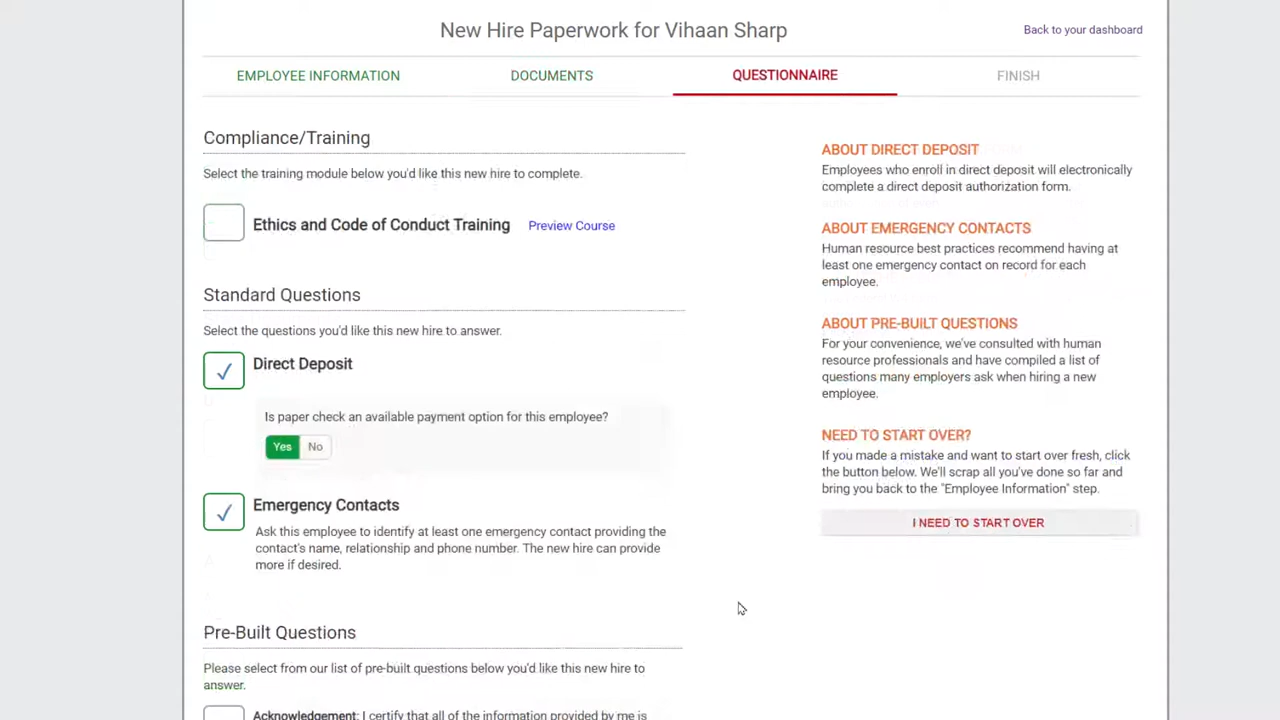 New Hire Paperwork for Vihaan Sharp
Back to your dashboard
EMPLOYEE INFORMATION
DOCUMENTS
QUESTIONNAIRE
FINISH
Compliance/Training
Select the training module below you'd like this new hire to complete.
Ethics and Code of Conduct Training
Preview Course
Standard Questions
Select the questions you'd like this new hire to answer.
Direct Deposit
Is paper check an available payment option for this employee?
Yes
No
Emergency Contacts
Ask this employee to identify at least one emergency contact providing the
contact's name, relationship and phone number. The new hire can provide
more if desired.
Pre-Built Questions
Please select from our list of pre-built questions below you'd like this new hire to
answer.
Acknowledgement: I certify that all of the information provided by me is
ABOUT DIRECT DEPOSIT
Employees who enroll in direct deposit will electronically
complete a direct deposit authorization form.
ABOUT EMERGENCY CONTACTS
Human resource best practices recommend having at
least one emergency contact on record for each
employee.
ABOUT PRE-BUILT QUESTIONS
For your convenience, we've consulted with human
resource professionals and have compiled a list of
questions many employers ask when hiring a new
employee.
NEED TO START OVER?
If you made a mistake and want to start over fresh, click
the button below. We'll scrap all you've done so far and
bring you back to the "Employee Information" step.
I NEED TO START OVER